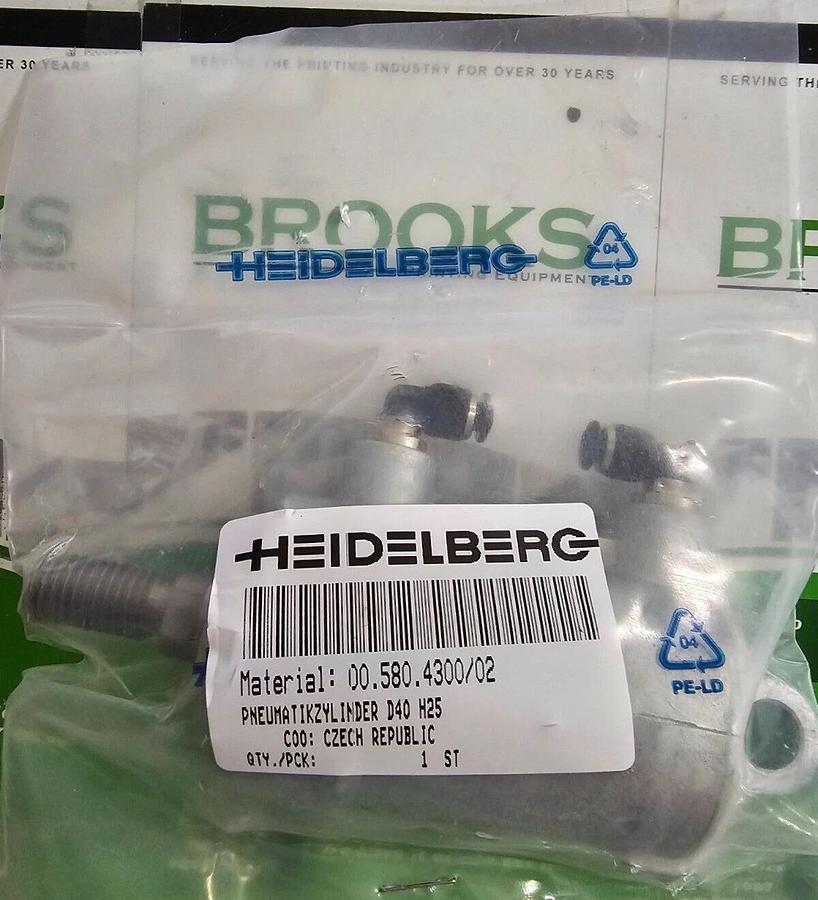 ER 30 YEARS
SERVING THE PRINTING INDUSTRY FOR OVER 30 YEARS
SERVING TH
S
BROOKS
BR
HEIDELBERG
EQUIPMENT
04
PE-LD
HEIDELBERG
Material: 00.580.4300/02
PNEUMATIKZYLINDER D40 H25
COO: CZECH REPUBLIC
QTY./PCK: 1 ST
04
PE-LD